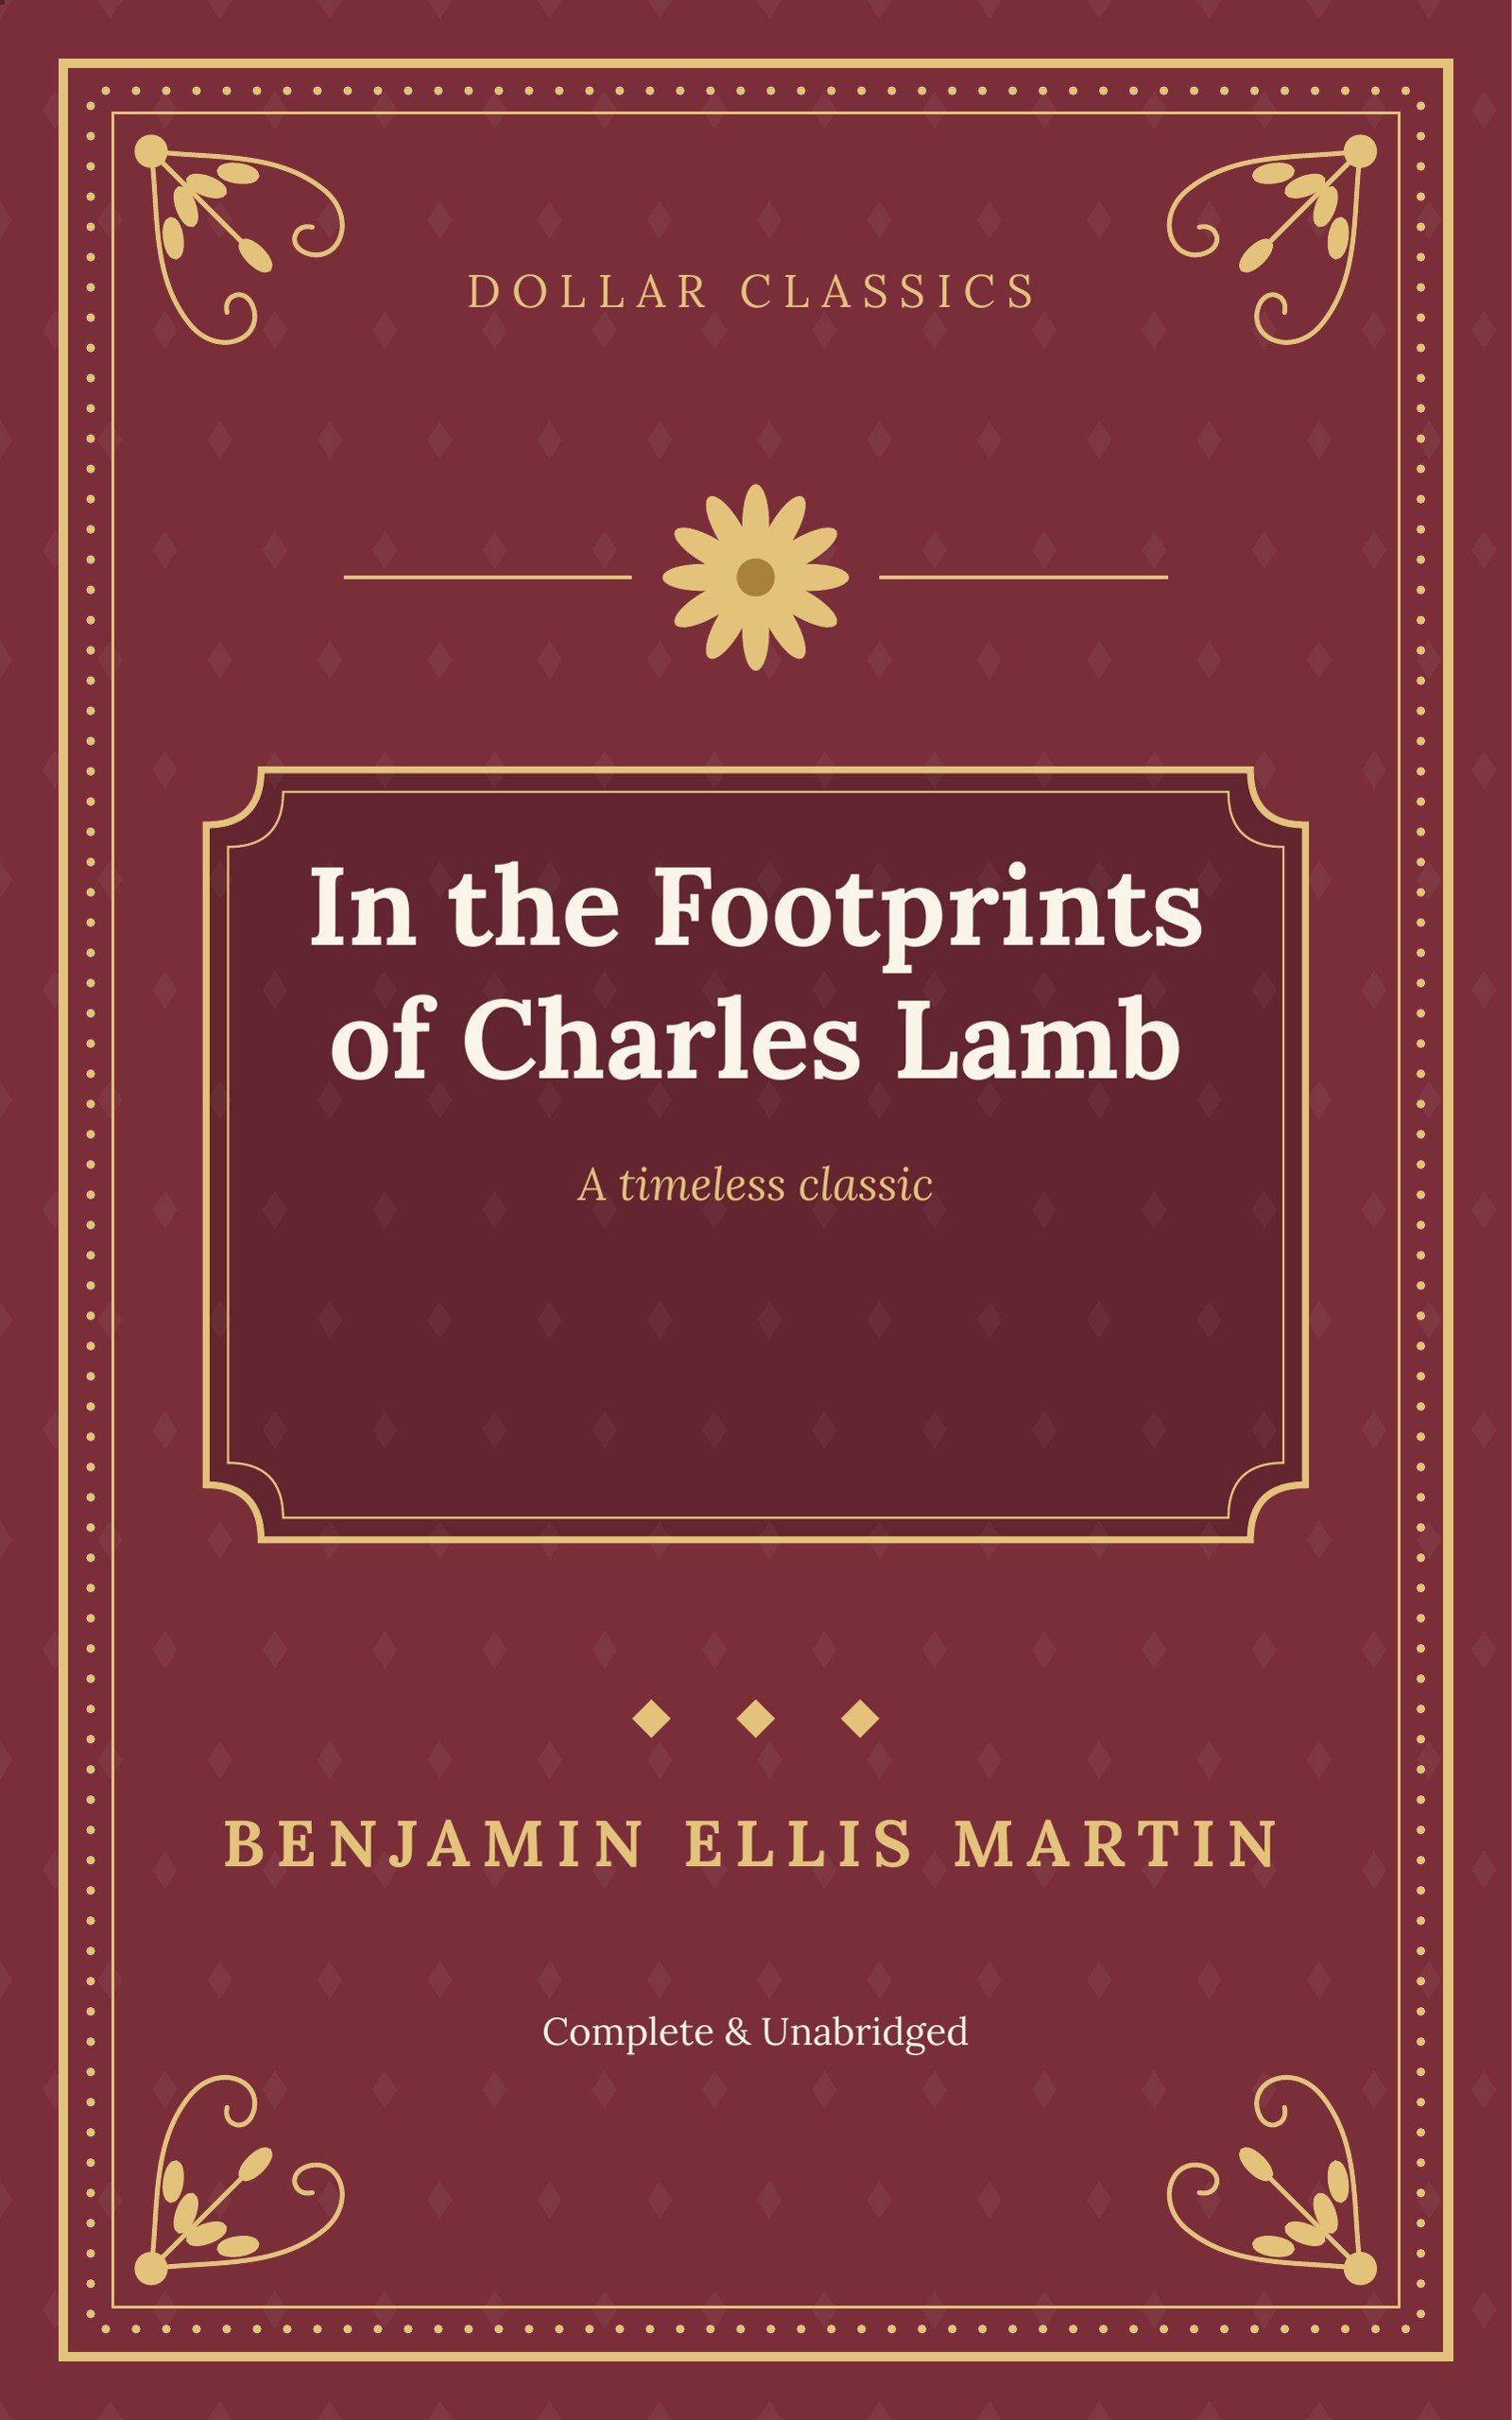 DOLLAR CLASSICS
In the Footprints
of Charles Lamb
A timeless classic
BENJAMIN ELLIS MARTIN
Complete & Unabridged